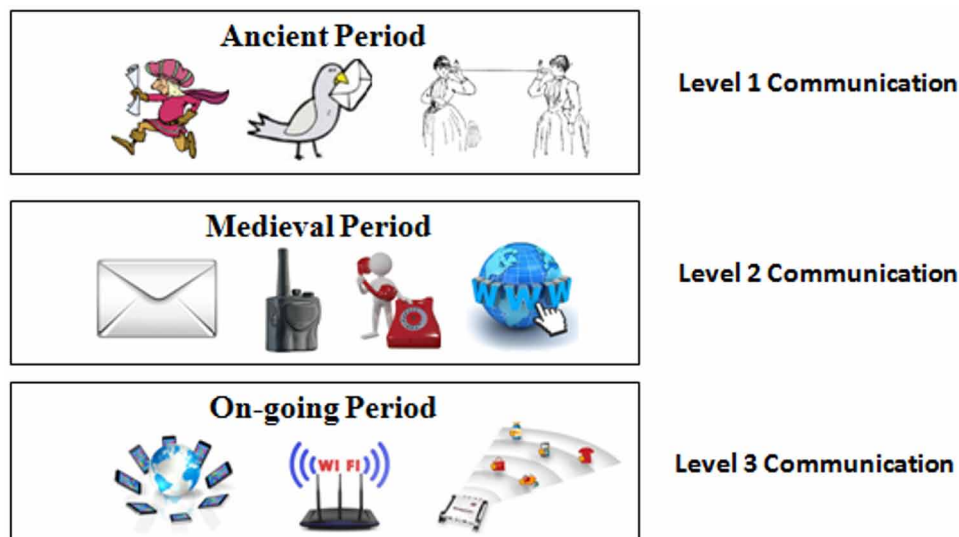 Ancient Period
Level 1 Communication
Medieval Period
WWW
Level 2 Communication
On-going Period
WI FI
Level 3 Communication